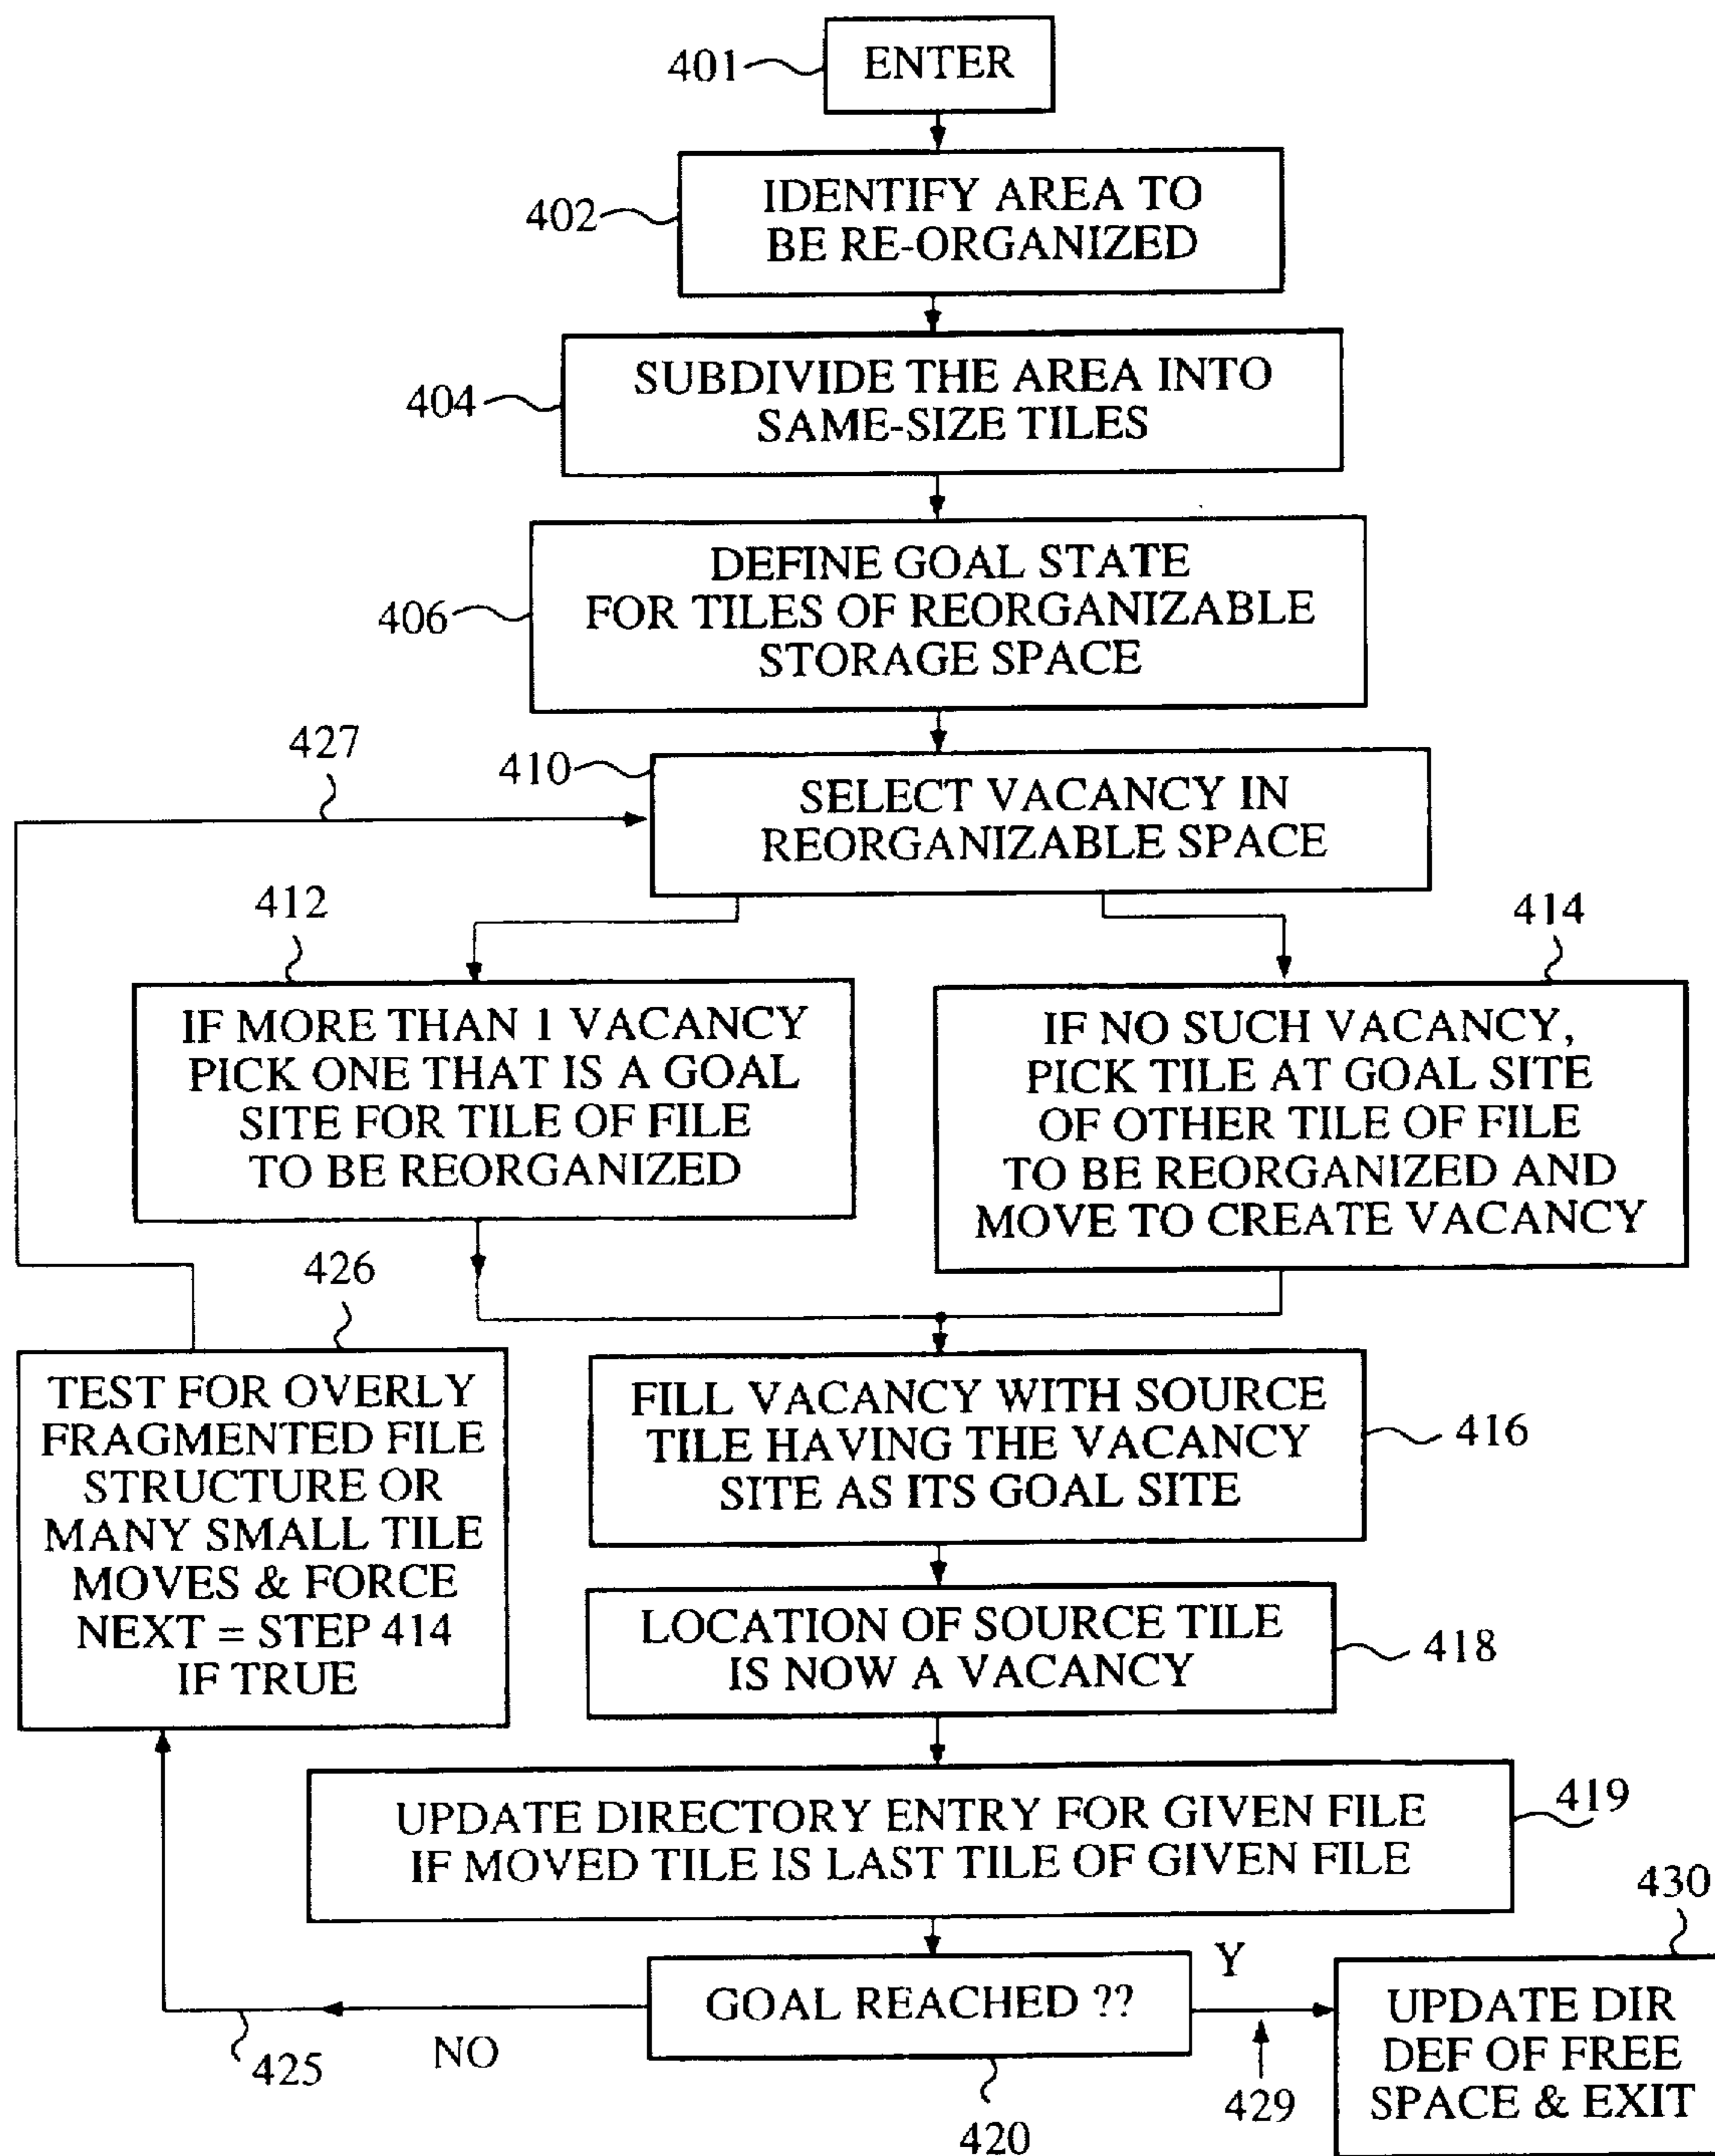 401
ENTER
402
IDENTIFY AREA TO
BE RE-ORGANIZED
404
SUBDIVIDE THE AREA INTO
SAME-SIZE TILES
406
DEFINE GOAL STATE
FOR TILES OF REORGANIZABLE
STORAGE SPACE
427
410
SELECT VACANCY IN
REORGANIZABLE SPACE
412
IF MORE THAN 1 VACANCY
PICK ONE THAT IS A GOAL
SITE FOR TILE OF FILE
TO BE REORGANIZED
414
IF NO SUCH VACANCY,
PICK TILE AT GOAL SITE
OF OTHER TILE OF FILE
TO BE REORGANIZED AND
MOVE TO CREATE VACANCY
426
TEST FOR OVERLY
FRAGMENTED FILE
STRUCTURE OR
MANY SMALL TILE
MOVES & FORCE
NEXT = STEP 414
IF TRUE
FILL VACANCY WITH SOURCE
TILE HAVING THE VACANCY
SITE AS ITS GOAL SITE
416
LOCATION OF SOURCE TILE
IS NOW A VACANCY
418
UPDATE DIRECTORY ENTRY FOR GIVEN FILE
IF MOVED TILE IS LAST TILE OF GIVEN FILE
419
GOAL REACHED ??
420
NO
425
Y
429
430
UPDATE DIR
DEF OF FREE
SPACE & EXIT